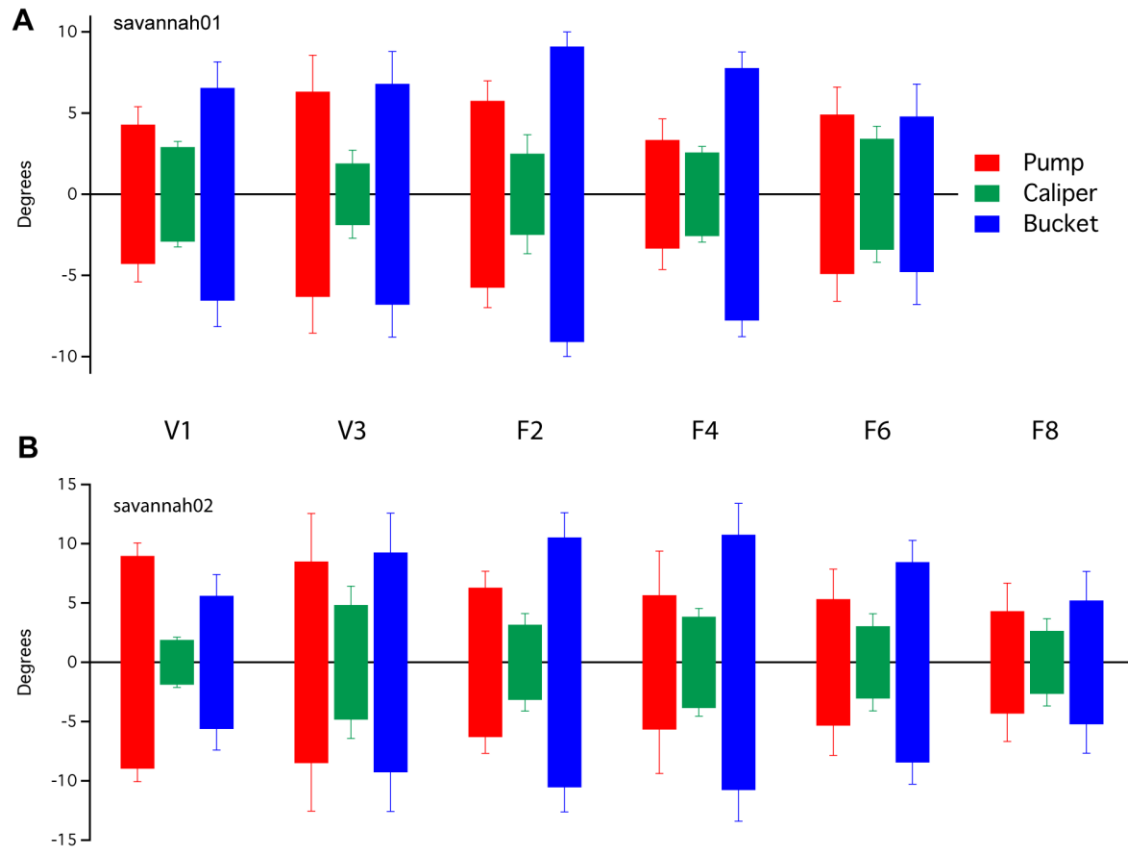 A
savannah01
10
5
0
-5
-10
Degrees
Pump
Caliper
Bucket
V1 V3 F2 F4 F6 F8
B
savannah02
15
10
5
0
-5
-10
-15
Degrees